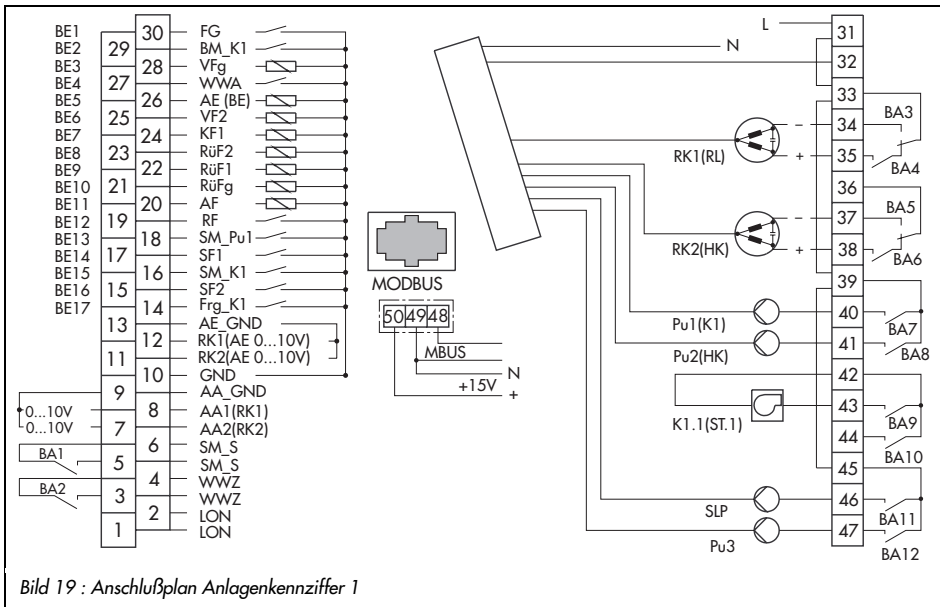 BE1 30 FG
BE2 29 BM_K1
BE3 28 VFg
BE4 27 WWA
BE5 26 AE (BE)
BE6 25 VF2
BE7 24 KF1
BE8 23 RüF2
BE9 22 RüF1
BE10 21 RüFg
BE11 20 AF
BE12 19 RF
BE13 18 SM_Pu1
BE14 17 SF1
BE15 16 SM_K1
BE16 15 SF2
BE17 14 Frg_K1
13 AE_GND
12 RK1(AE 0...10V)
11 RK2(AE 0...10V)
10 GND
9 AA_GND
0...10V 8 AA1(RK1)
0...10V 7 AA2(RK2)
6 SM_S
BA1 5 SM_S
4 WWZ
BA2 3 WWZ
2 LON
1 LON
MODBUS
50 49 48
MBUS
N
+15V +
L 31
N
32
33
BA3
– 34
RK1(RL)
+ 35
BA4
36
BA5
– 37
RK2(HK)
+ 38
BA6
39
Pu1(K1) 40
BA7
Pu2(HK) 41
BA8
42
K1.1(ST.1) 43
BA9
44
BA10
45
SLP 46
BA11
Pu3 47
BA12
Bild 19 : Anschlußplan Anlagenkennziffer 1